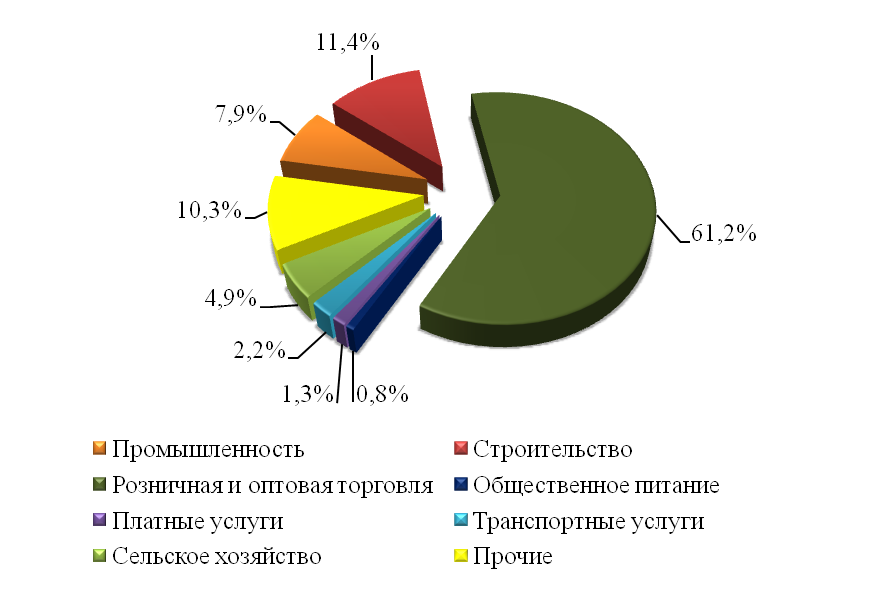 11,4%
7,9%
10,3%
61,2%
4,9%
2,2%
1,3%
0,8%
Промышленность
Строительство
Розничная и оптовая торговля
Общественное питание
Платные услуги
Транспортные услуги
Сельское хозяйство
Прочие